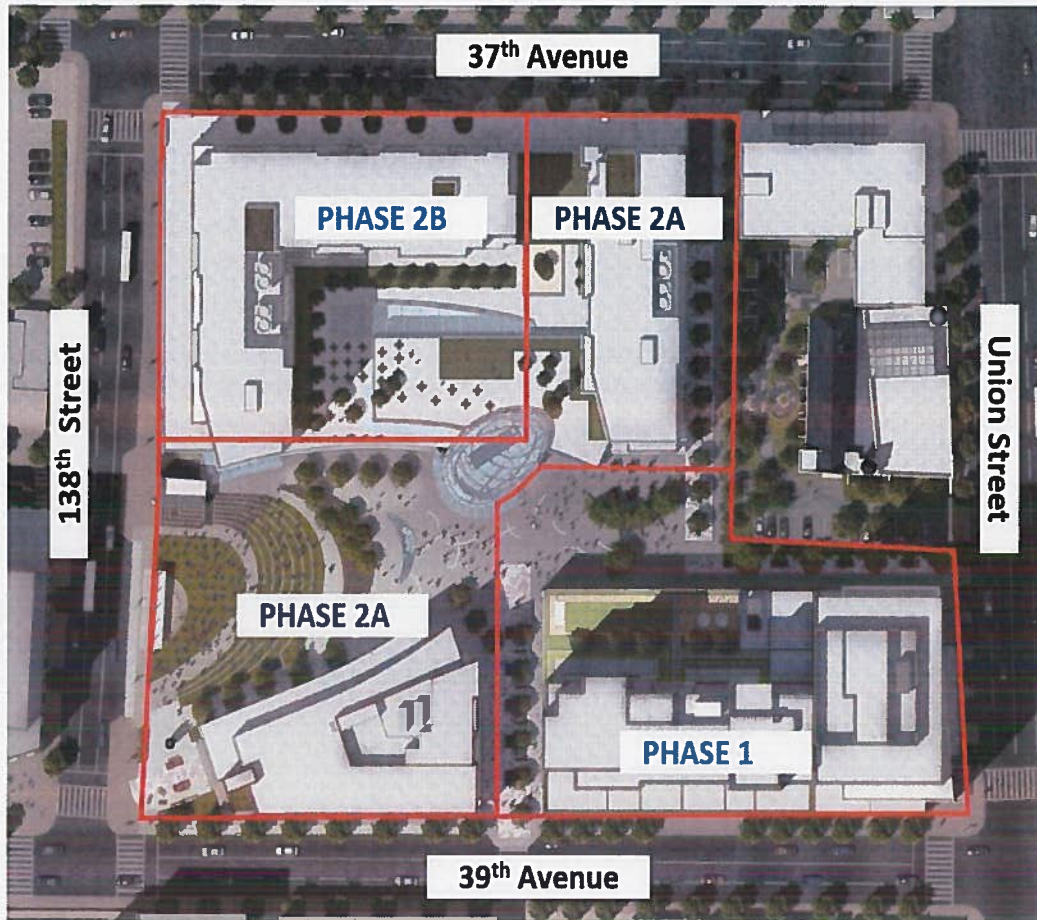 37th Avenue
PHASE 2B
PHASE 2A
138th Street
Union Street
PHASE 2A
PHASE 1
39th Avenue